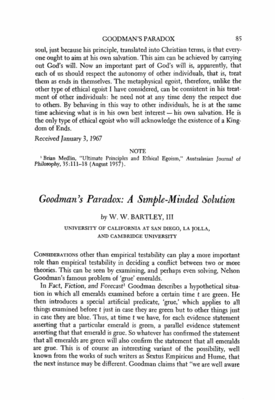 GOODMAN'S PARADOX 85
soul, just because his principle, translated into Christian terms, is that every-
one ought to aim at his own salvation. This aim can be achieved by carrying
out God's will. Now an important part of God's will is, apparently, that
each of us should respect the autonomy of other individuals, that is, treat
them as ends in themselves. The metaphysical egoist, therefore, unlike the
other type of ethical egoist I have considered, can be consistent in his treat-
ment of other individuals: he need not at any time deny the respect due
to others. By behaving in this way to other individuals, he is at the same
time achieving what is in his own best interest — his own salvation. He is
the only type of ethical egoist who will acknowledge the existence of a King-
dom of Ends.
Received January 3, 1967
NOTE
¹ Brian Medlin, "Ultimate Principles and Ethical Egoism," Australasian Journal of
Philosophy, 35:111–18 (August 1957).
Goodman's Paradox: A Simple-Minded Solution
by W. W. BARTLEY, III
UNIVERSITY OF CALIFORNIA AT SAN DIEGO, LA JOLLA,
AND CAMBRIDGE UNIVERSITY
CONSIDERATIONS other than empirical testability can play a more important
role than empirical testability in deciding a conflict between two or more
theories. This can be seen by examining, and perhaps even solving, Nelson
Goodman's famous problem of 'grue' emeralds.
In Fact, Fiction, and Forecast¹ Goodman describes a hypothetical situa-
tion in which all emeralds examined before a certain time t are green. He
then introduces a special artificial predicate, 'grue,' which applies to all
things examined before t just in case they are green but to other things just
in case they are blue. Thus, at time t we have, for each evidence statement
asserting that a particular emerald is green, a parallel evidence statement
asserting that that emerald is grue. So whatever has confirmed the statement
that all emeralds are green will also confirm the statement that all emeralds
are grue. This is of course an interesting variant of the possibility, well
known from the works of such writers as Sextus Empiricus and Hume, that
the next instance may be different. Goodman claims that "we are well aware